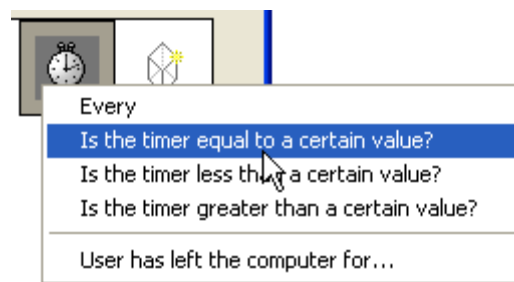 Every
Is the timer equal to a certain value?
Is the timer less than a certain value?
Is the timer greater than a certain value?
User has left the computer for...